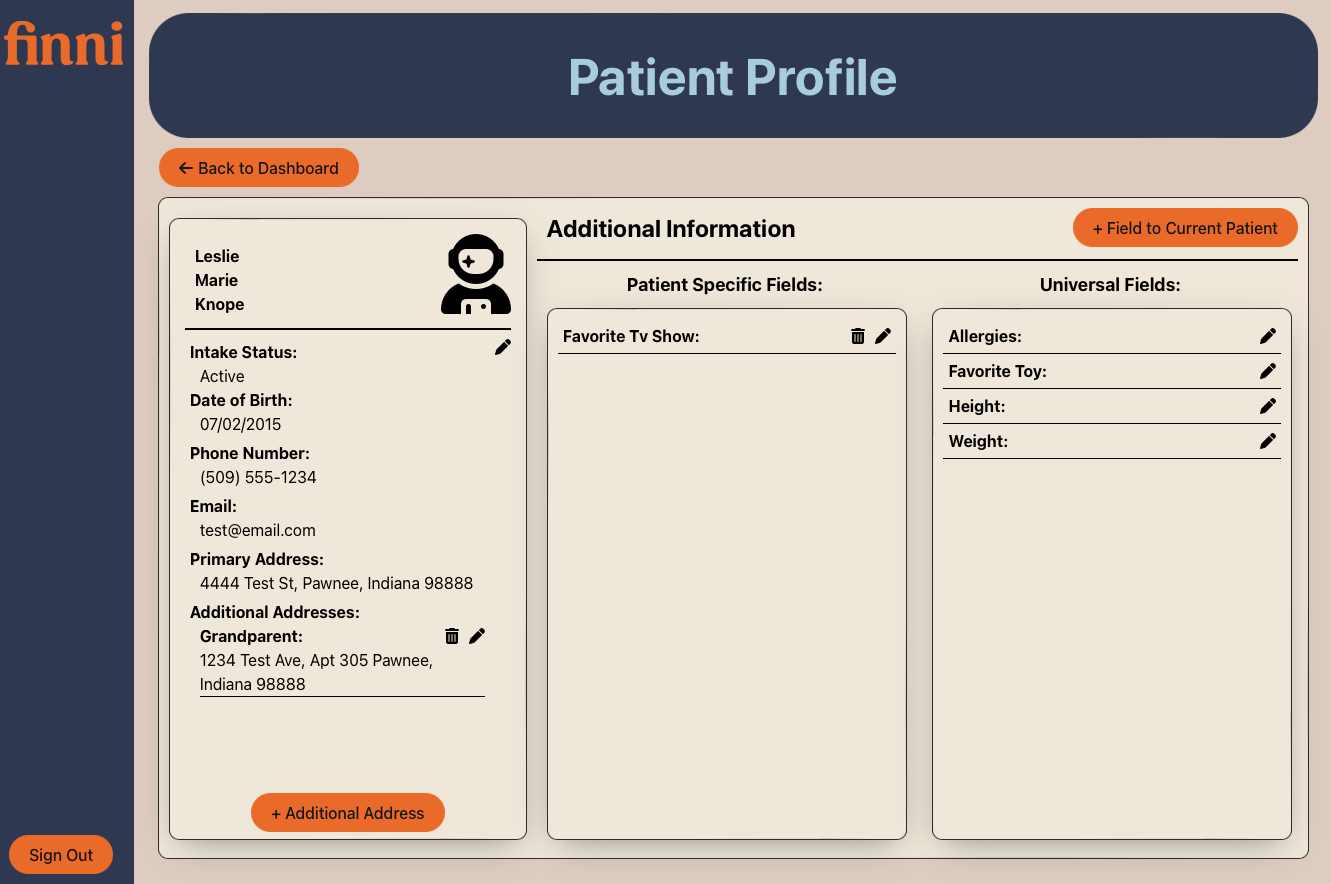 finni
Patient Profile
← Back to Dashboard
Leslie
Marie
Knope
Intake Status:
Active
Date of Birth:
07/02/2015
Phone Number:
(509) 555-1234
Email:
test@email.com
Primary Address:
4444 Test St, Pawnee, Indiana 98888
Additional Addresses:
Grandparent:
1234 Test Ave, Apt 305 Pawnee,
Indiana 98888
+ Additional Address
Additional Information
+ Field to Current Patient
Patient Specific Fields:
Favorite Tv Show:
Universal Fields:
Allergies:
Favorite Toy:
Height:
Weight:
Sign Out